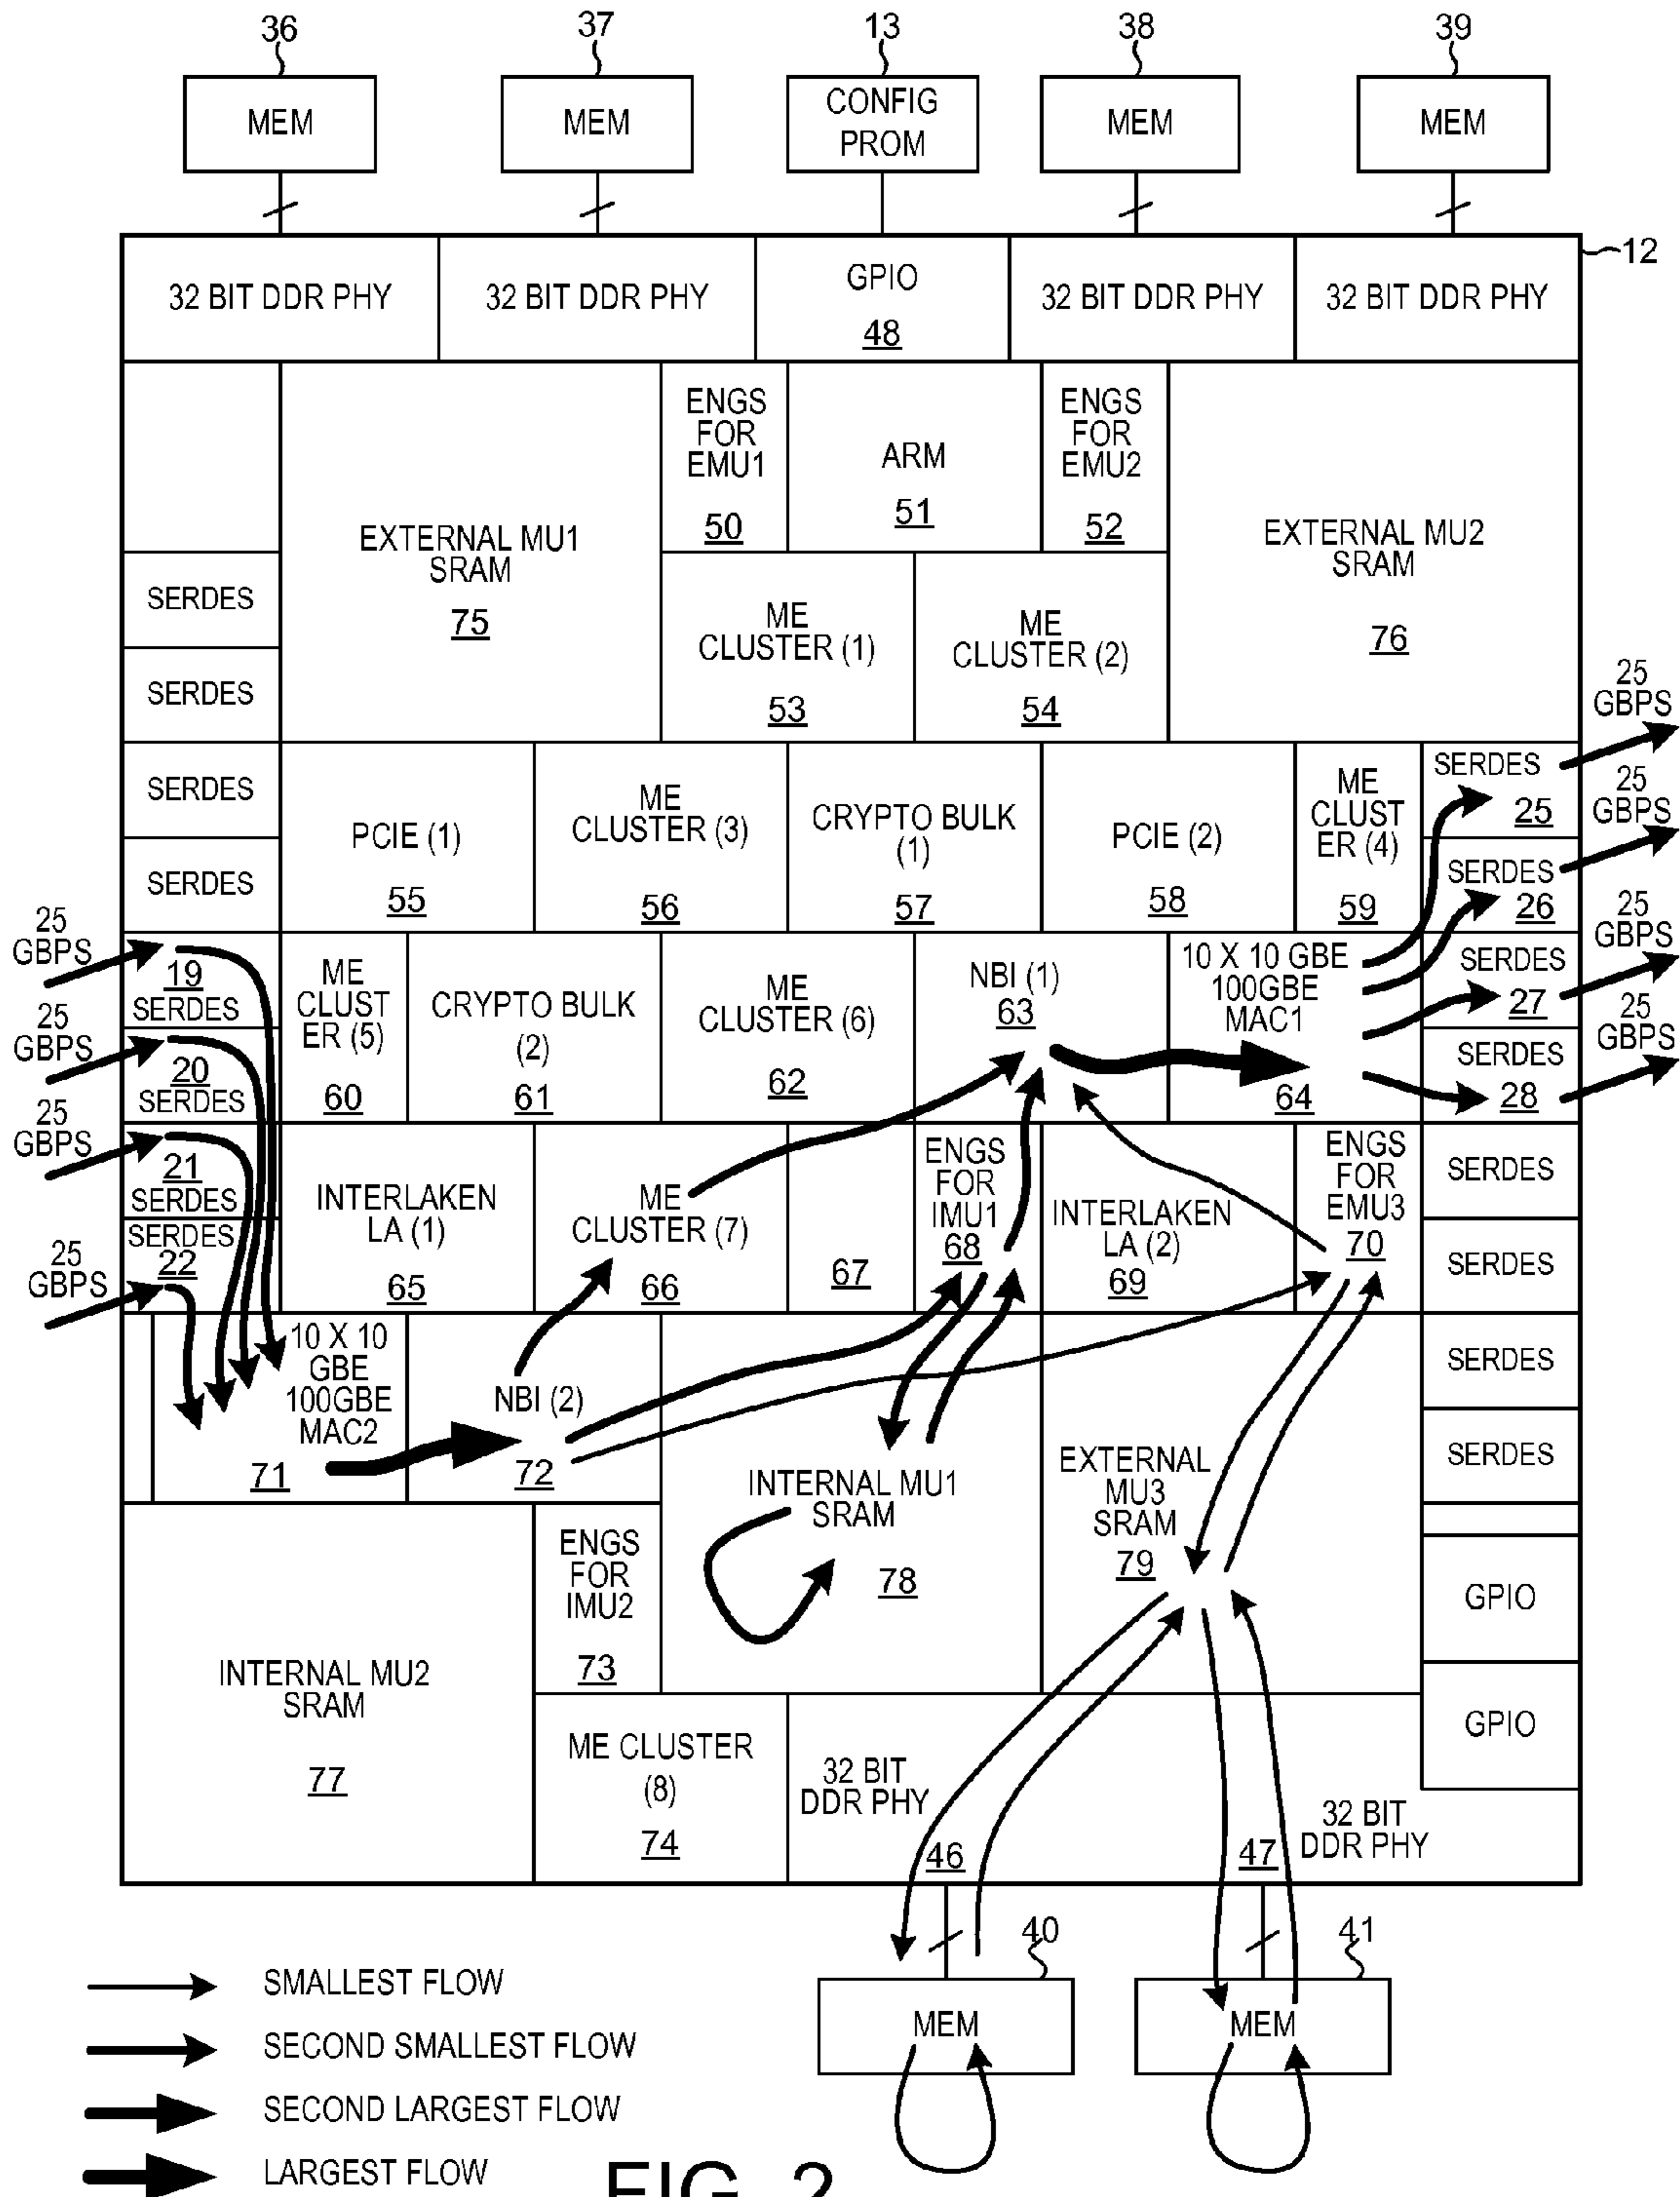 36
37
13
38
39
MEM
MEM
CONFIG
PROM
MEM
MEM
12
32 BIT DDR PHY
32 BIT DDR PHY
GPIO
48
32 BIT DDR PHY
32 BIT DDR PHY
EXTERNAL MU1
SRAM
75
ENGS
FOR
EMU1
50
ARM
51
ENGS
FOR
EMU2
52
EXTERNAL MU2
SRAM
76
SERDES
SERDES
ME
CLUSTER (1)
53
ME
CLUSTER (2)
54
25
GBPS
SERDES
SERDES
PCIE (1)
55
ME
CLUSTER (3)
56
CRYPTO BULK
(1)
57
PCIE (2)
58
ME
CLUST
ER (4)
59
SERDES
25
25
GBPS
SERDES
26
25
GBPS
25
GBPS
19
SERDES
25
GBPS
20
SERDES
ME
CLUST
ER (5)
60
CRYPTO BULK
(2)
61
ME
CLUSTER (6)
62
NBI (1)
63
10 X 10 GBE
100GBE
MAC1
64
SERDES
27
25
GBPS
SERDES
28
25
GBPS
21
SERDES
25
GBPS
SERDES
22
INTERLAKEN
LA (1)
65
ME
CLUSTER (7)
66
67
ENGS
FOR
IMU1
68
INTERLAKEN
LA (2)
69
ENGS
FOR
EMU3
70
SERDES
SERDES
10 X 10
GBE
100GBE
MAC2
71
NBI (2)
72
INTERNAL MU1
SRAM
78
EXTERNAL
MU3
SRAM
79
SERDES
SERDES
GPIO
GPIO
INTERNAL MU2
SRAM
77
ENGS
FOR
IMU2
73
ME CLUSTER
(8)
74
32 BIT
DDR PHY
46
47
32 BIT
DDR PHY
40
41
MEM
MEM
SMALLEST FLOW
SECOND SMALLEST FLOW
SECOND LARGEST FLOW
LARGEST FLOW
FIG. 2